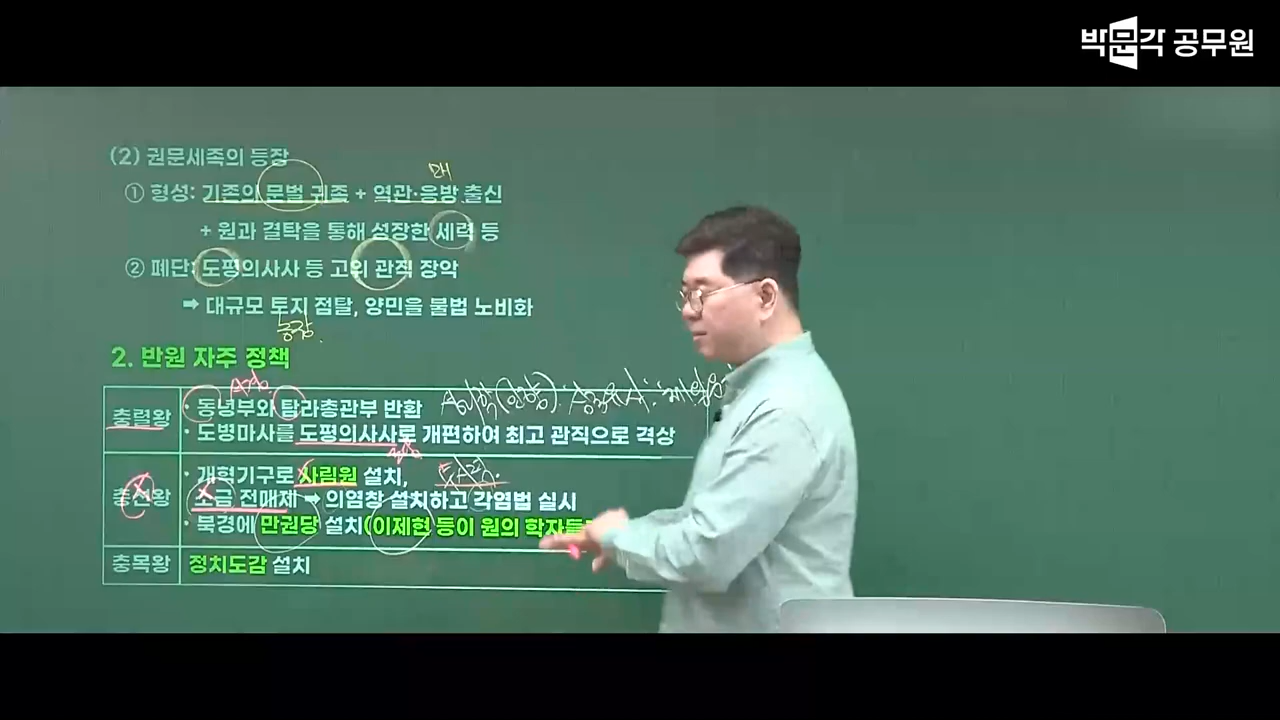 박문각 공무원
(2) 권문세족의 등장
매
① 형성: 기존의 문벌 귀족 + 역관·응방 출신
+ 원과 결탁을 통해 성장한 세력 등
② 폐단: 도평의사사 등 고위 관직 장악
➡ 대규모 토지 점탈, 양민을 불법 노비화
농장
2. 반원 자주 정책
충렬왕
· 동녕부와 탐라총관부 반환
· 도병마사를 도평의사사로 개편하여 최고 관직으로 격상
충선왕
· 개혁기구로 사림원 설치,
소금 전매제 ➡ 의염창 설치하고 각염법 실시
· 북경에 만권당 설치(이제현 등이 원의 학자들
충목왕
정치도감 설치